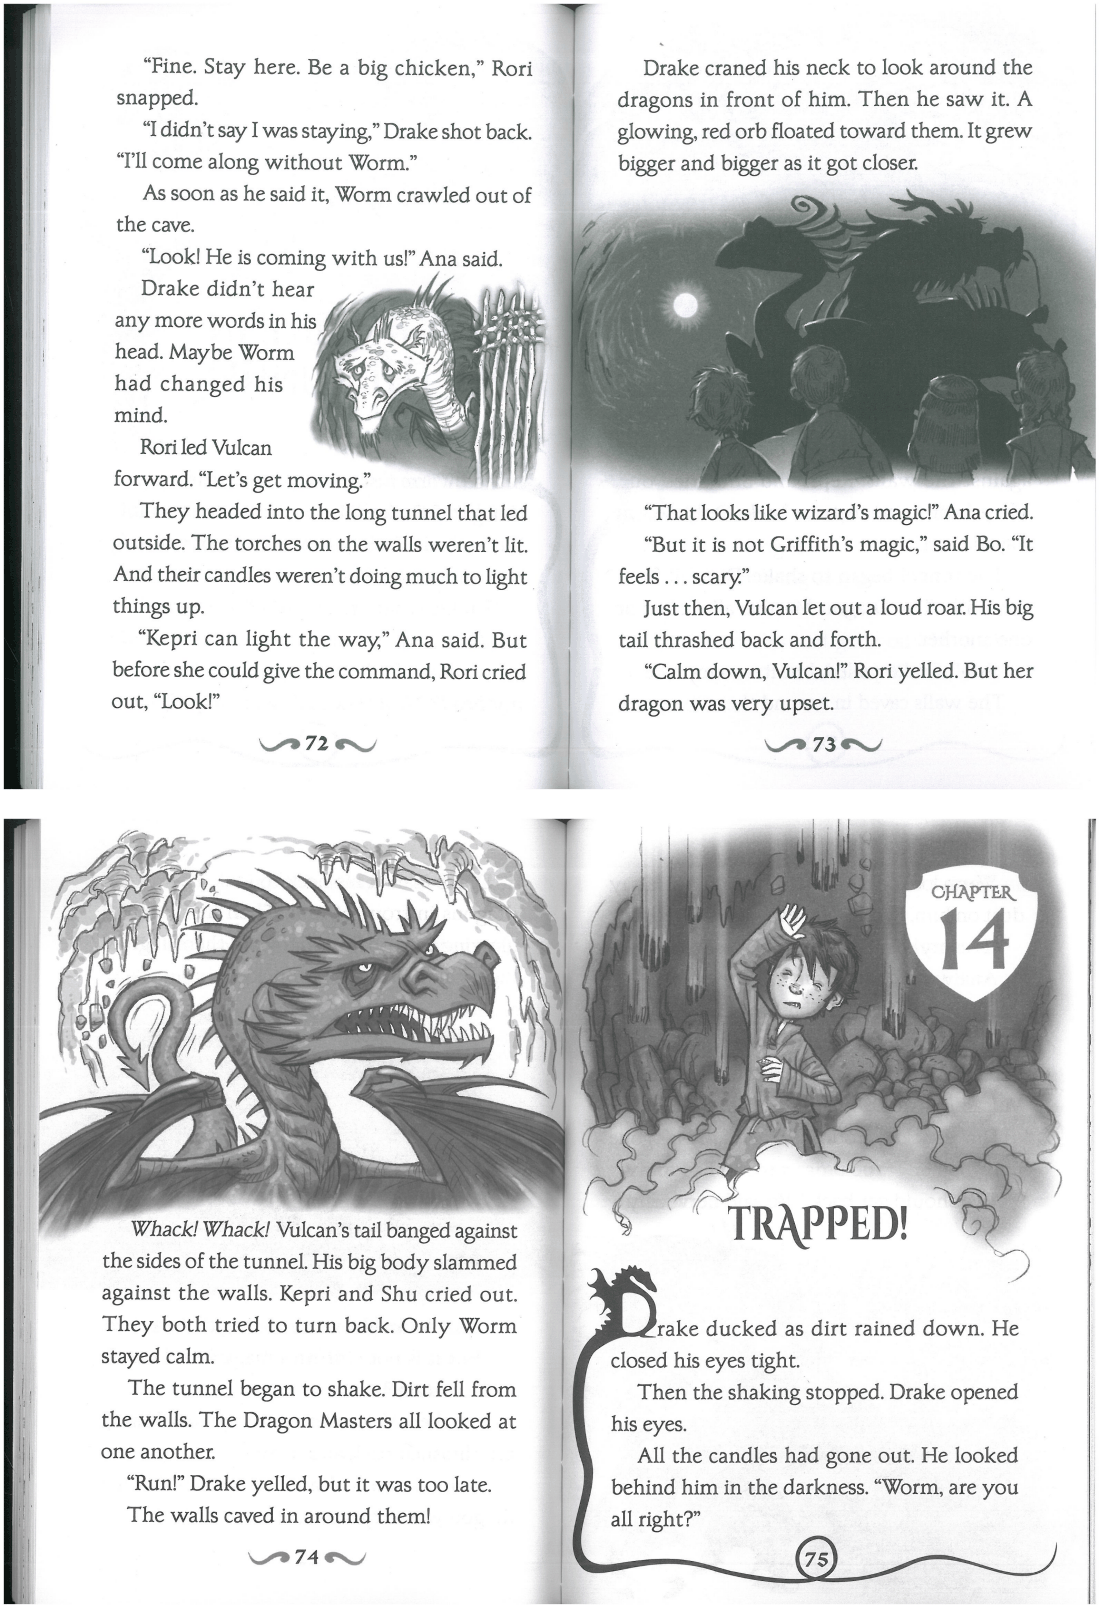 “Fine. Stay here. Be a big chicken,” Rori
snapped.
“I didn’t say I was staying,” Drake shot back.
“I’ll come along without Worm.”
As soon as he said it, Worm crawled out of
the cave.
“Look! He is coming with us!” Ana said.
Drake didn’t hear
any more words in his
head. Maybe Worm
had changed his
mind.
Rori led Vulcan
forward. “Let’s get moving.”
They headed into the long tunnel that led
outside. The torches on the walls weren’t lit.
And their candles weren’t doing much to light
things up.
“Kepri can light the way,” Ana said. But
before she could give the command, Rori cried
out, “Look!”
72
Drake craned his neck to look around the
dragons in front of him. Then he saw it. A
glowing, red orb floated toward them. It grew
bigger and bigger as it got closer.
“That looks like wizard’s magic!” Ana cried.
“But it is not Griffith’s magic,” said Bo. “It
feels . . . scary.”
Just then, Vulcan let out a loud roar. His big
tail thrashed back and forth.
“Calm down, Vulcan!” Rori yelled. But her
dragon was very upset.
73
Whack! Whack! Vulcan’s tail banged against
the sides of the tunnel. His big body slammed
against the walls. Kepri and Shu cried out.
They both tried to turn back. Only Worm
stayed calm.
The tunnel began to shake. Dirt fell from
the walls. The Dragon Masters all looked at
one another.
“Run!” Drake yelled, but it was too late.
The walls caved in around them!
74
CHAPTER
14
TRAPPED!
Drake ducked as dirt rained down. He
closed his eyes tight.
Then the shaking stopped. Drake opened
his eyes.
All the candles had gone out. He looked
behind him in the darkness. “Worm, are you
all right?”
75